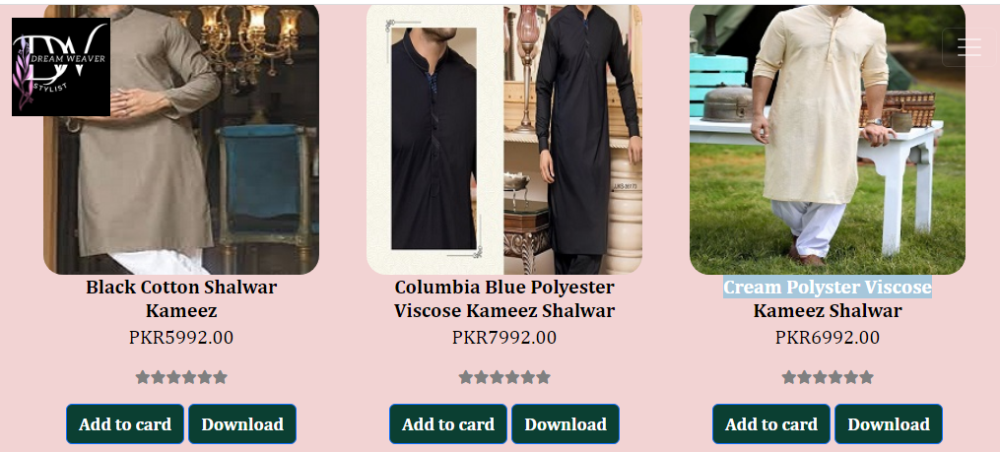 DW
DREAM WEAVER
STYLIST
Black Cotton Shalwar
Kameez
PKR5992.00
Add to card Download
Columbia Blue Polyester
Viscose Kameez Shalwar
PKR7992.00
Add to card Download
Cream Polyster Viscose
Kameez Shalwar
PKR6992.00
Add to card Download